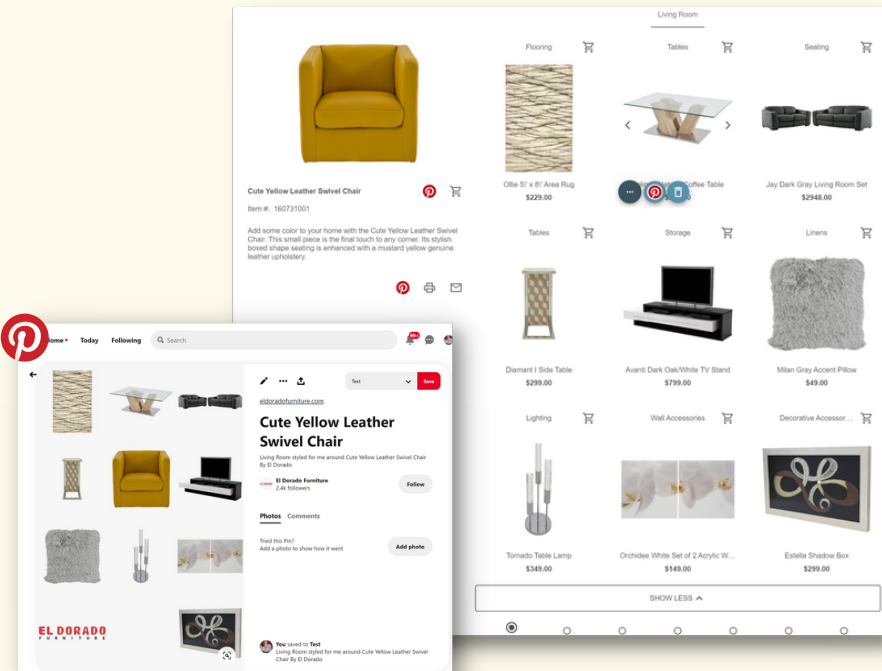 Living Room
Flooring
Tables
Seating
Ollie 5\' x 8\' Area Rug
$229.00
Coffee Table
Jay Dark Gray Living Room Set
$2948.00
Cute Yellow Leather Swivel Chair
Item #: 160731001
Add some color to your home with the Cute Yellow Leather Swivel
Chair. This small piece is the final touch to any corner. Its stylish
boxed shape seating is enhanced with a mustard yellow genuine
leather upholstery.
Tables
Storage
Linens
Diamant I Side Table
$299.00
Avanti Dark Oak/White TV Stand
$799.00
Milan Gray Accent Pillow
$49.00
Lighting
Wall Accessories
Decorative Accessor...
Tornado Table Lamp
$349.00
Orchidee White Set of 2 Acrylic W...
$149.00
Estella Shadow Box
$299.00
SHOW LESS
Today
Following
Search
99+
Test
Save
eldoradofurniture.com
Cute Yellow Leather
Swivel Chair
Living Room styled for me around Cute Yellow Leather Swivel Chair
By El Dorado
El Dorado Furniture
2.4k followers
Follow
Photos
Comments
Tried this Pin?
Add a photo to show how it went
Add photo
EL DORADO
FURNITURE
You saved to Test
Living Room styled for me around Cute Yellow Leather Swivel
Chair By El Dorado